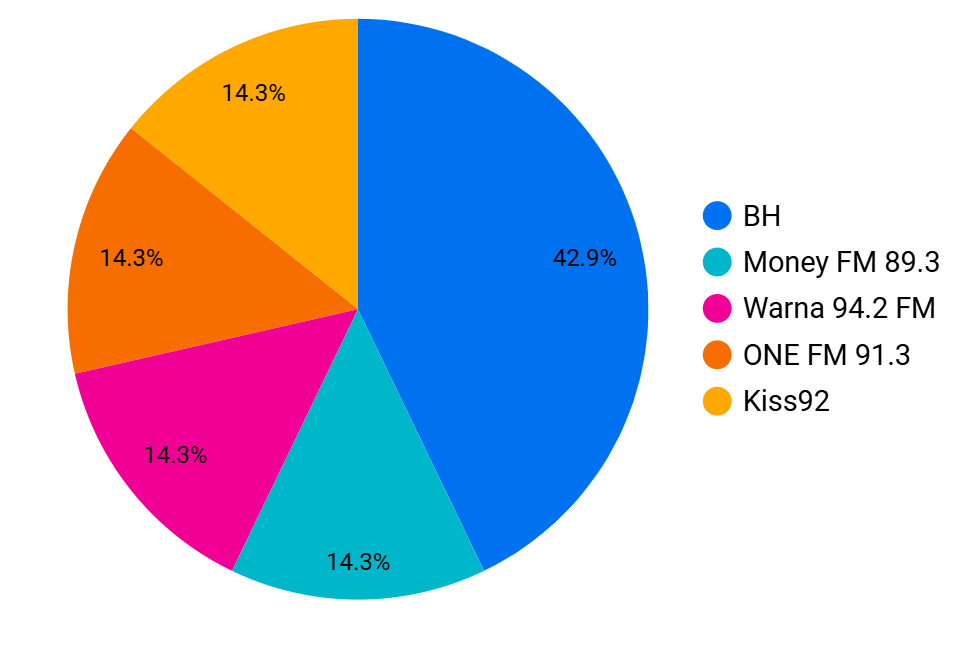 14.3%
14.3%
42.9%
14.3%
14.3%
BH
Money FM 89.3
Warna 94.2 FM
ONE FM 91.3
Kiss92